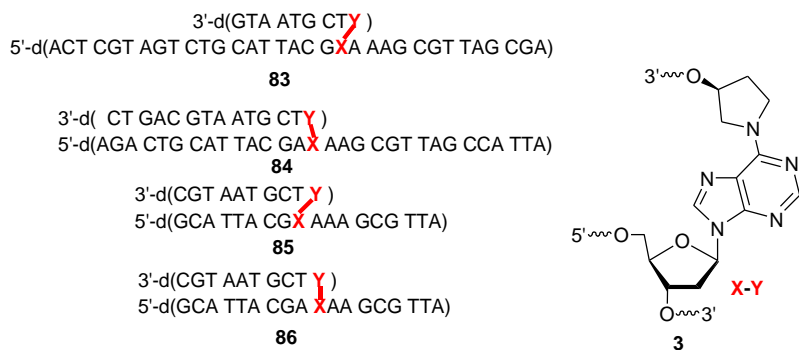 3'-d(GTA ATG CTY )
5'-d(ACT CGT AGT CTG CAT TAC GXA AAG CGT TAG CGA)
83
3'-d( CT GAC GTA ATG CTY )
5'-d(AGA CTG CAT TAC GAX AAG CGT TAG CCA TTA)
84
3'-d(CGT AAT GCT Y )
5'-d(GCA TTA CGX AAA GCG TTA)
85
3'-d(CGT AAT GCT Y )
5'-d(GCA TTA CGA XAA GCG TTA)
86
3' O
N
N N
N N
5' O O
X-Y
O 3'
3